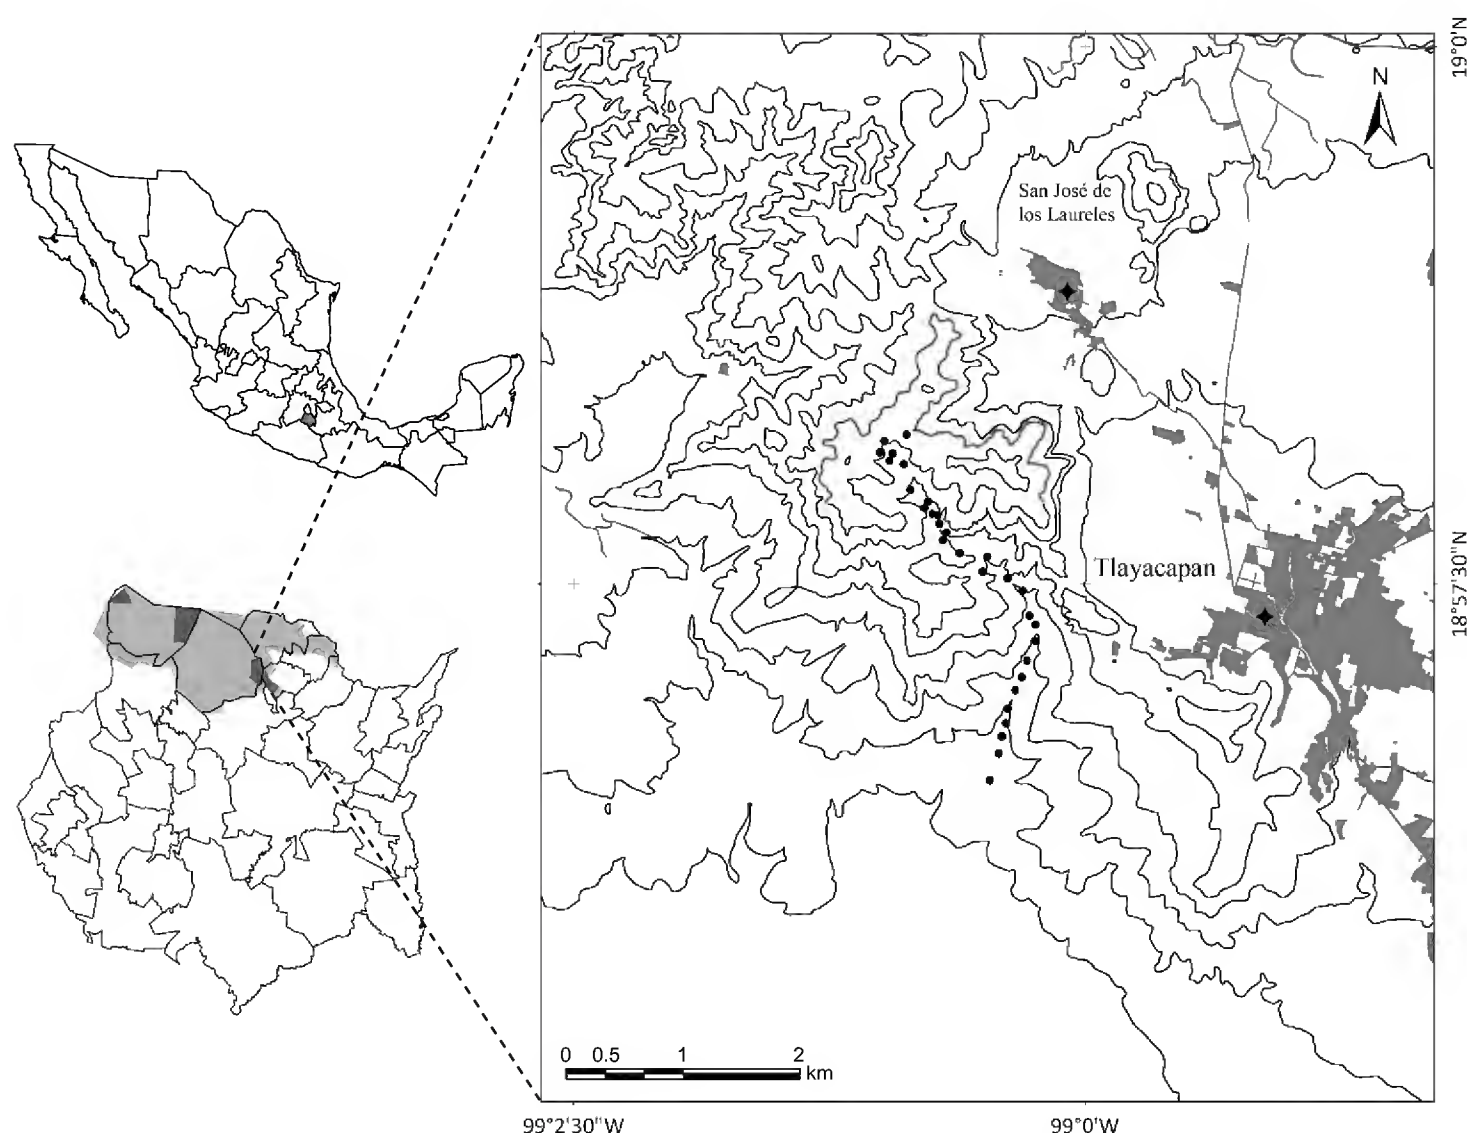 19°0'N
N
San José de
los Laureles
Tlayacapan
18°57'30"N
0 0.5 1 2
km
99°2'30"W
99°0'W